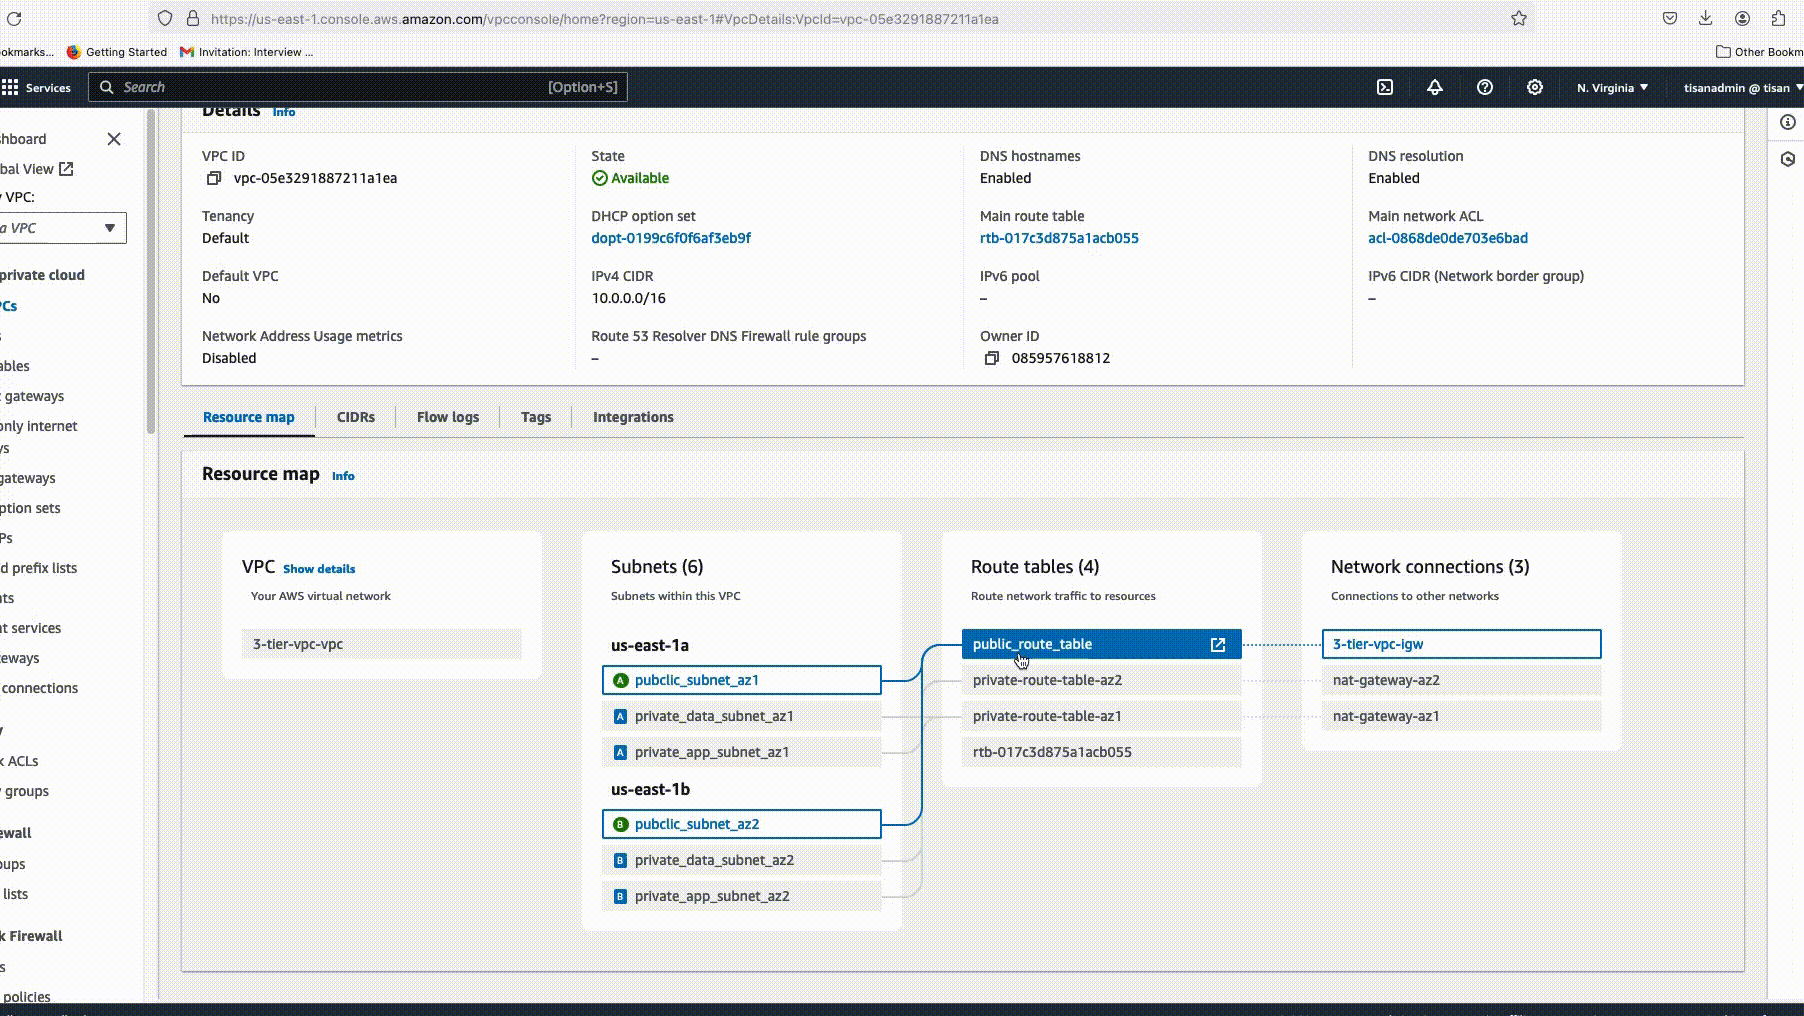 https://us-east-1.console.aws.amazon.com/vpcconsole/home?region=us-east-1#VpcDetails:VpcId=vpc-05e3291887211a1ea
ookmarks... Getting Started Invitation: Interview ... Other Bookm
Services Search [Option+S] N. Virginia tisanadmin @ tisan
Details Info
shboard
bal View
y VPC:
a VPC
private cloud
PCs
s
ables
t gateways
only internet
ys
gateways
ption sets
Ps
d prefix lists
nts
nt services
teways
connections
y
k ACLs
y groups
ewall
oups
lists
k Firewall
s
policies
VPC ID
vpc-05e3291887211a1ea
State
Available
DNS hostnames
Enabled
DNS resolution
Enabled
Tenancy
Default
DHCP option set
dopt-0199c6f0f6af3eb9f
Main route table
rtb-017c3d875a1acb055
Main network ACL
acl-0868de0de703e6bad
Default VPC
No
IPv4 CIDR
10.0.0.0/16
IPv6 pool
–
IPv6 CIDR (Network border group)
–
Network Address Usage metrics
Disabled
Route 53 Resolver DNS Firewall rule groups
–
Owner ID
085957618812
Resource map CIDRs Flow logs Tags Integrations
Resource map Info
VPC Show details
Your AWS virtual network
3-tier-vpc-vpc
Subnets (6)
Subnets within this VPC
us-east-1a
A pubclic_subnet_az1
A private_data_subnet_az1
A private_app_subnet_az1
us-east-1b
B pubclic_subnet_az2
B private_data_subnet_az2
B private_app_subnet_az2
Route tables (4)
Route network traffic to resources
public_route_table
private-route-table-az2
private-route-table-az1
rtb-017c3d875a1acb055
Network connections (3)
Connections to other networks
3-tier-vpc-igw
nat-gateway-az2
nat-gateway-az1